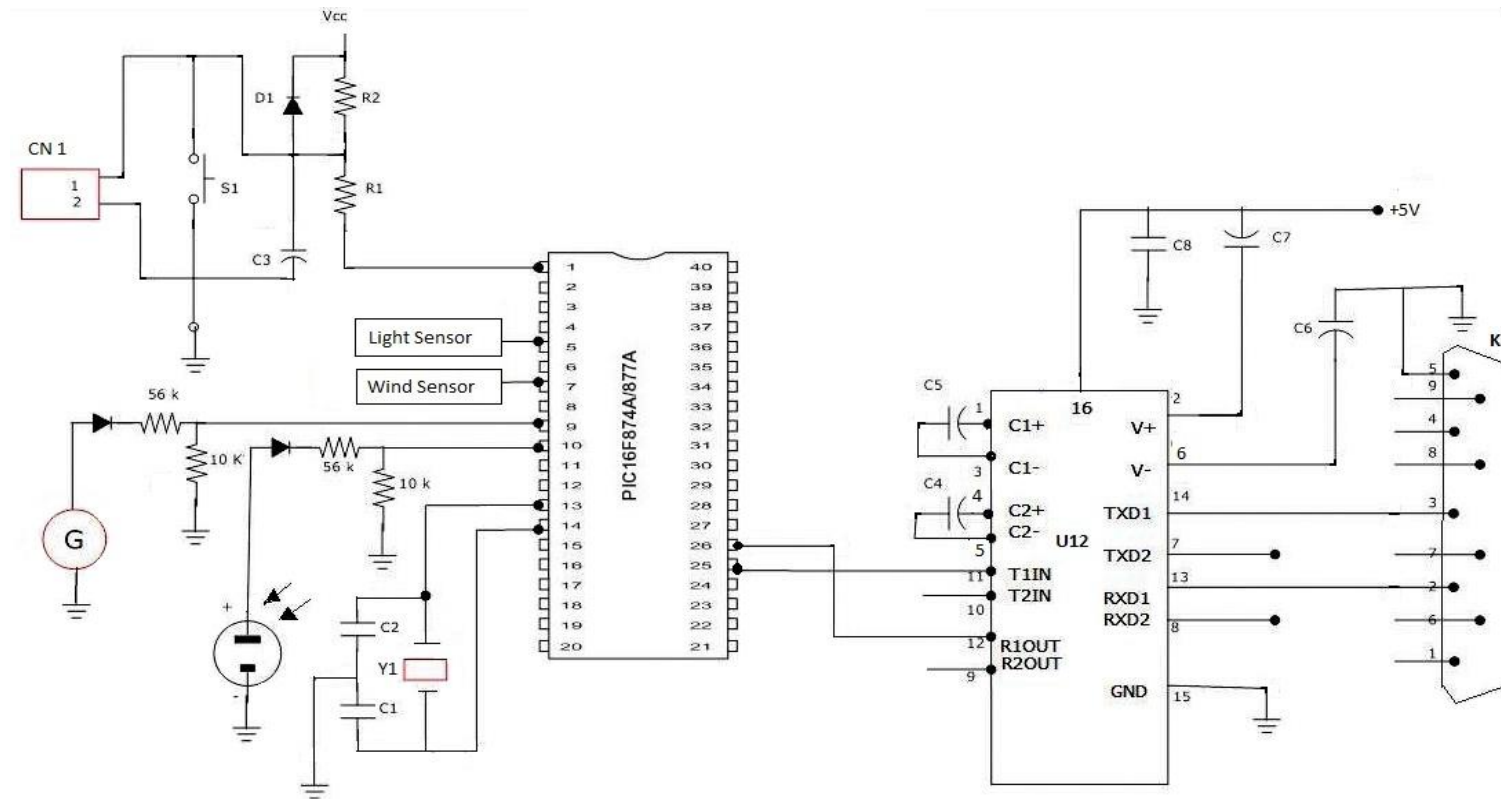 Vcc
D1
R2
CN 1
1
2
S1
R1
C3
Light Sensor
Wind Sensor
56 k
10 K
56 k
10 k
G
+
-
C2
Y1
C1
PIC16F874A/877A
1 40
2 39
3 38
4 37
5 36
6 35
7 34
8 33
9 32
10 31
11 30
12 29
13 28
14 27
15 26
16 25
17 24
18 23
19 22
20 21
+5V
C8
C7
C6
K
C5
1
16
2
C1+
V+
3
C1-
6
V-
C4
4
C2+
14
TXD1
C2-
5
U12
7
TXD2
11
T1IN
13
RXD1
10
T2IN
RXD2
8
12
R1OUT
R2OUT
9
GND
15
5
9
4
8
3
7
2
6
1